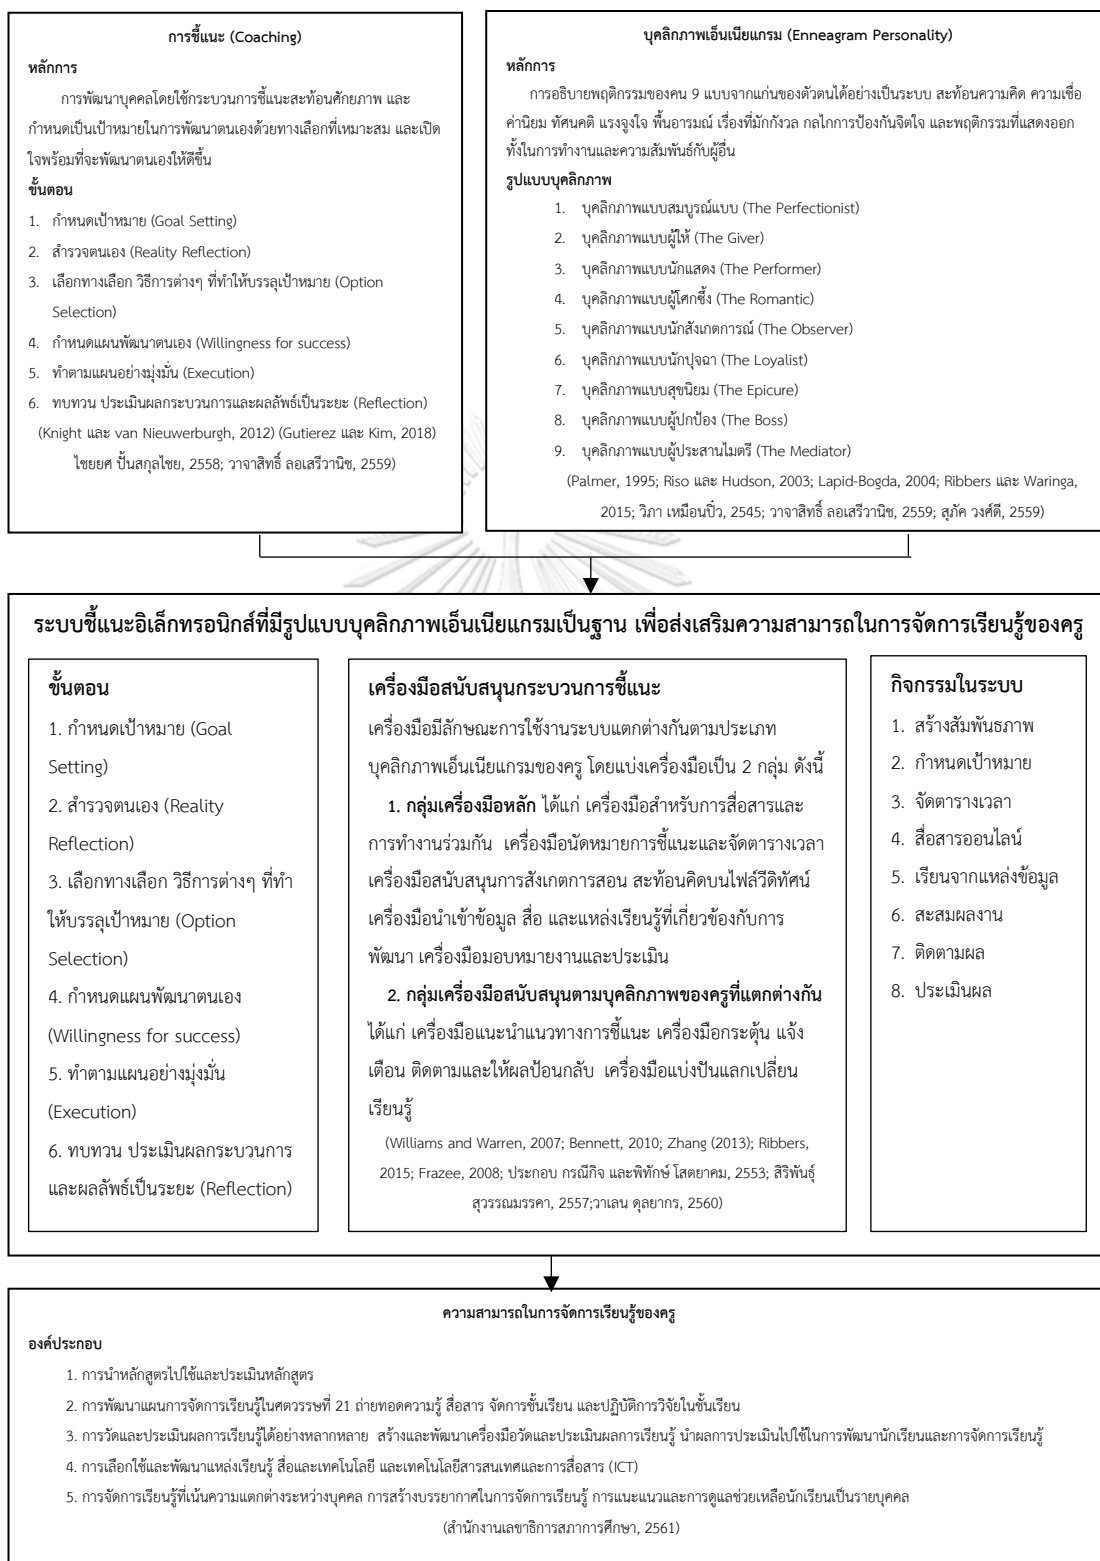 การชี้แนะ (Coaching)
หลักการ
การพัฒนาบุคคลโดยใช้กระบวนการชี้แนะสะท้อนศักยภาพ และ
กำหนดเป็นเป้าหมายในการพัฒนาตนเองด้วยทางเลือกที่เหมาะสม และเปิด
ใจพร้อมที่จะพัฒนาตนเองให้ดีขึ้น
ขั้นตอน
1. กำหนดเป้าหมาย (Goal Setting)
2. สำรวจตนเอง (Reality Reflection)
3. เลือกทางเลือก วิธีการต่างๆ ที่ทำให้บรรลุเป้าหมาย (Option
Selection)
4. กำหนดแผนพัฒนาตนเอง (Willingness for success)
5. ทำตามแผนอย่างมุ่งมั่น (Execution)
6. ทบทวน ประเมินผลกระบวนการและผลลัพธ์เป็นระยะ (Reflection)
(Knight และ van Nieuwerburgh, 2012) (Gutierez และ Kim, 2018)
ไชยยศ ปั้นสกุลไชย, 2558; วาจาสิทธิ์ ลอเสรีวานิช, 2559)
บุคลิกภาพเอ็นเนียแกรม (Enneagram Personality)
หลักการ
การอธิบายพฤติกรรมของคน 9 แบบจากแก่นของตัวตนได้อย่างเป็นระบบ สะท้อนความคิด ความเชื่อ
ค่านิยม ทัศนคติ แรงจูงใจ พื้นอารมณ์ เรื่องที่มักกังวล กลไกการป้องกันจิตใจ และพฤติกรรมที่แสดงออก
ทั้งในการทำงานและความสัมพันธ์กับผู้อื่น
รูปแบบบุคลิกภาพ
1. บุคลิกภาพแบบสมบูรณ์แบบ (The Perfectionist)
2. บุคลิกภาพแบบผู้ให้ (The Giver)
3. บุคลิกภาพแบบนักแสดง (The Performer)
4. บุคลิกภาพแบบผู้โศกซึ้ง (The Romantic)
5. บุคลิกภาพแบบนักสังเกตการณ์ (The Observer)
6. บุคลิกภาพแบบนักปุจฉา (The Loyalist)
7. บุคลิกภาพแบบสุขนิยม (The Epicure)
8. บุคลิกภาพแบบผู้ปกป้อง (The Boss)
9. บุคลิกภาพแบบผู้ประสานไมตรี (The Mediator)
(Palmer, 1995; Riso และ Hudson, 2003; Lapid-Bogda, 2004; Ribbers และ Waringa,
2015; วิภา เหมือนปิ๋ว, 2545; วาจาสิทธิ์ ลอเสรีวานิช, 2559; สุภัค วงศ์ดี, 2559)
ระบบชี้แนะอิเล็กทรอนิกส์ที่มีรูปแบบบุคลิกภาพเอ็นเนียแกรมเป็นฐาน เพื่อส่งเสริมความสามารถในการจัดการเรียนรู้ของครู
ขั้นตอน
1. กำหนดเป้าหมาย (Goal
Setting)
2. สำรวจตนเอง (Reality
Reflection)
3. เลือกทางเลือก วิธีการต่างๆ ที่ทำ
ให้บรรลุเป้าหมาย (Option
Selection)
4. กำหนดแผนพัฒนาตนเอง
(Willingness for success)
5. ทำตามแผนอย่างมุ่งมั่น
(Execution)
6. ทบทวน ประเมินผลกระบวนการ
และผลลัพธ์เป็นระยะ (Reflection)
เครื่องมือสนับสนุนกระบวนการชี้แนะ
เครื่องมือมีลักษณะการใช้งานระบบแตกต่างกันตามประเภท
บุคลิกภาพเอ็นเนียแกรมของครู โดยแบ่งเครื่องมือเป็น 2 กลุ่ม ดังนี้
1. กลุ่มเครื่องมือหลัก ได้แก่ เครื่องมือสำหรับการสื่อสารและ
การทำงานร่วมกัน เครื่องมือนัดหมายการชี้แนะและจัดตารางเวลา
เครื่องมือสนับสนุนการสังเกตการสอน สะท้อนคิดบนไฟล์วีดิทัศน์
เครื่องมือนำเข้าข้อมูล สื่อ และแหล่งเรียนรู้ที่เกี่ยวข้องกับการ
พัฒนา เครื่องมือมอบหมายงานและประเมิน
2. กลุ่มเครื่องมือสนับสนุนตามบุคลิกภาพของครูที่แตกต่างกัน
ได้แก่ เครื่องมือแนะนำแนวทางการชี้แนะ เครื่องมือกระตุ้น แจ้ง
เตือน ติดตามและให้ผลป้อนกลับ เครื่องมือแบ่งปันแลกเปลี่ยน
เรียนรู้
(Williams and Warren, 2007; Bennett, 2010; Zhang (2013); Ribbers,
2015; Frazee, 2008; ประกอบ กรณีกิจ และพิทักษ์ โสตยาคม, 2553; สิริพันธุ์
สุวรรณมรรคา, 2557;วาเลน ดุลยากร, 2560)
กิจกรรมในระบบ
1. สร้างสัมพันธภาพ
2. กำหนดเป้าหมาย
3. จัดตารางเวลา
4. สื่อสารออนไลน์
5. เรียนจากแหล่งข้อมูล
6. สะสมผลงาน
7. ติดตามผล
8. ประเมินผล
ความสามารถในการจัดการเรียนรู้ของครู
องค์ประกอบ
1. การนำหลักสูตรไปใช้และประเมินหลักสูตร
2. การพัฒนาแผนการจัดการเรียนรู้ในศตวรรษที่ 21 ถ่ายทอดความรู้ สื่อสาร จัดการชั้นเรียน และปฏิบัติการวิจัยในชั้นเรียน
3. การวัดและประเมินผลการเรียนรู้ได้อย่างหลากหลาย สร้างและพัฒนาเครื่องมือวัดและประเมินผลการเรียนรู้ นำผลการประเมินไปใช้ในการพัฒนานักเรียนและการจัดการเรียนรู้
4. การเลือกใช้และพัฒนาแหล่งเรียนรู้ สื่อและเทคโนโลยี และเทคโนโลยีสารสนเทศและการสื่อสาร (ICT)
5. การจัดการเรียนรู้ที่เน้นความแตกต่างระหว่างบุคคล การสร้างบรรยากาศในการจัดการเรียนรู้ การแนะแนวและการดูแลช่วยเหลือนักเรียนเป็นรายบุคคล
(สำนักงานเลขาธิการสภาการศึกษา, 2561)